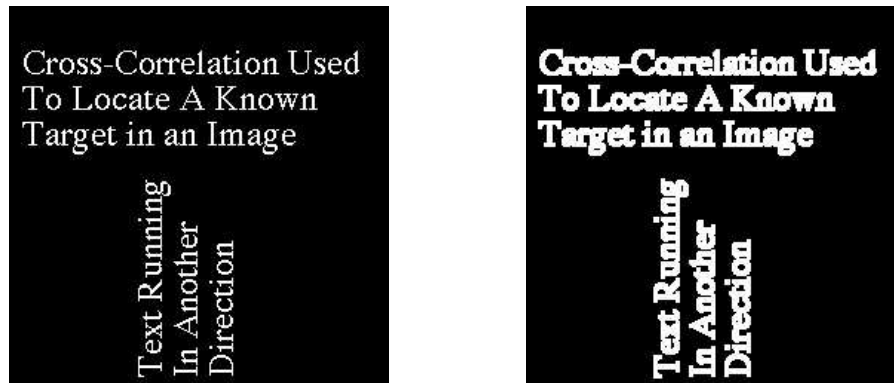 Cross-Correlation Used
To Locate A Known
Target in an Image
Text Running
In Another
Direction
Cross-Correlation Used
To Locate A Known
Target in an Image
Text Running
In Another
Direction